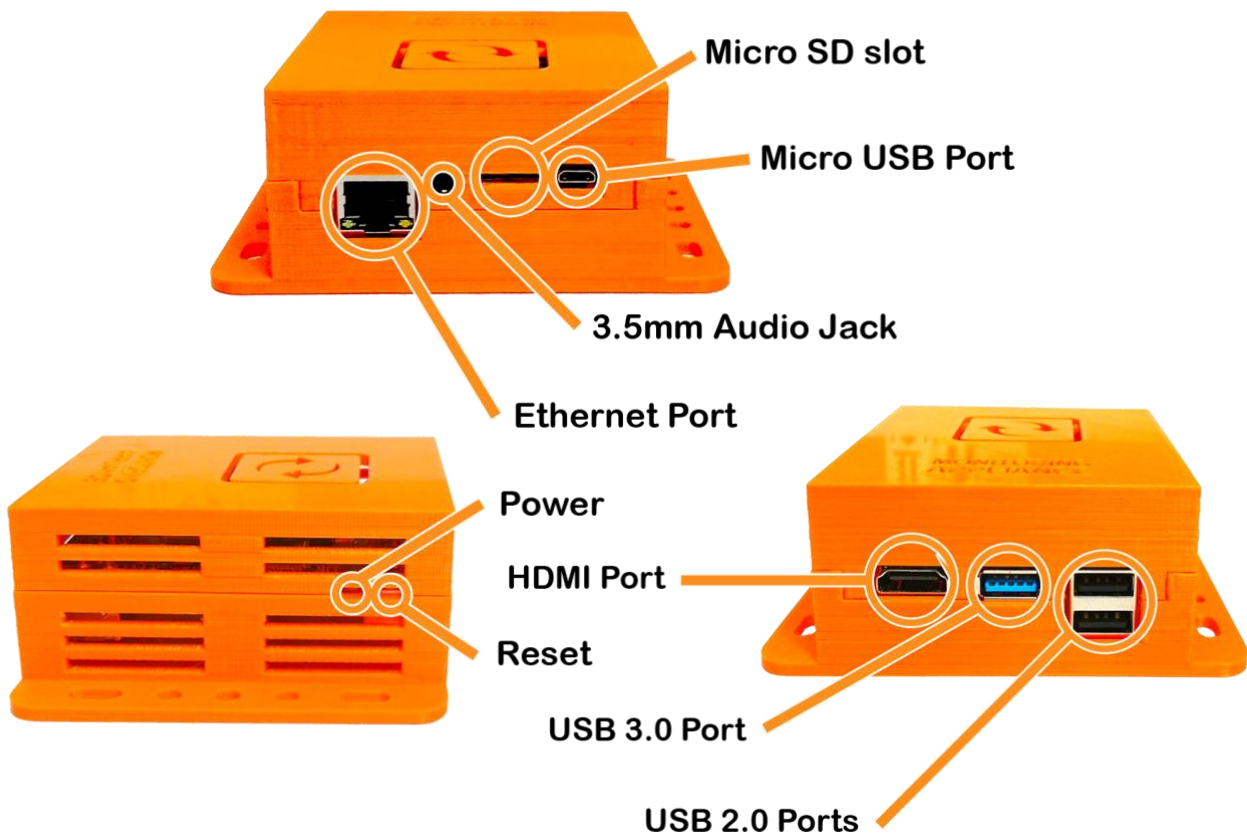 Micro SD slot
Micro USB Port
3.5mm Audio Jack
Ethernet Port
Power
HDMI Port
Reset
USB 3.0 Port
USB 2.0 Ports